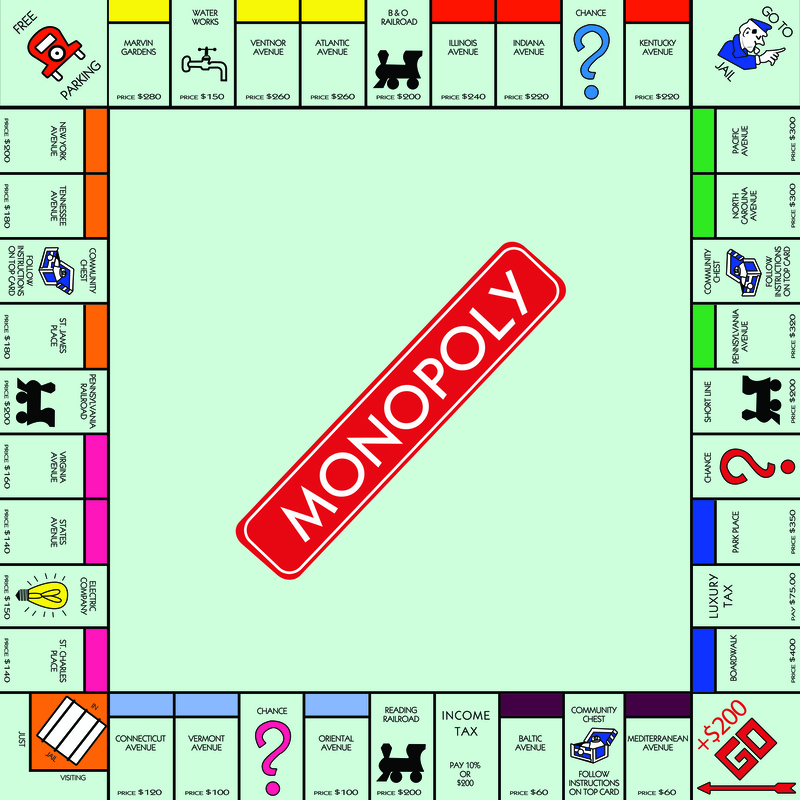 FREE
PARKING
MARVIN
GARDENS
PRICE $280
WATER
WORKS
PRICE $150
VENTNOR
AVENUE
PRICE $260
ATLANTIC
AVENUE
PRICE $260
B & O
RAILROAD
PRICE $200
ILLINOIS
AVENUE
PRICE $240
INDIANA
AVENUE
PRICE $220
CHANCE
?
KENTUCKY
AVENUE
PRICE $220
GO TO
JAIL
NEW YORK
AVENUE
PRICE $200
TENNESSEE
AVENUE
PRICE $180
COMMUNITY
CHEST
FOLLOW
INSTRUCTIONS
ON TOP CARD
ST. JAMES
PLACE
PRICE $180
PENNSYLVANIA
RAILROAD
PRICE $200
VIRGINIA
AVENUE
PRICE $160
STATES
AVENUE
PRICE $140
ELECTRIC
COMPANY
PRICE $150
ST. CHARLES
PLACE
PRICE $140
MONOPOLY
PACIFIC
AVENUE
PRICE $300
NORTH
CAROLINA
AVENUE
PRICE $300
COMMUNITY
CHEST
FOLLOW
INSTRUCTIONS
ON TOP CARD
PENNSYLVANIA
AVENUE
PRICE $320
SHORT LINE
PRICE $200
CHANCE
?
PARK PLACE
PRICE $350
LUXURY
TAX
PAY $75.00
BOARDWALK
PRICE $400
JUST
VISITING
IN
JAIL
CONNECTICUT
AVENUE
PRICE $120
VERMONT
AVENUE
PRICE $100
CHANCE
?
ORIENTAL
AVENUE
PRICE $100
READING
RAILROAD
PRICE $200
INCOME
TAX
PAY 10%
OR
$200
BALTIC
AVENUE
PRICE $60
COMMUNITY
CHEST
FOLLOW
INSTRUCTIONS
ON TOP CARD
MEDITERRANEAN
AVENUE
PRICE $60
+$200
GO